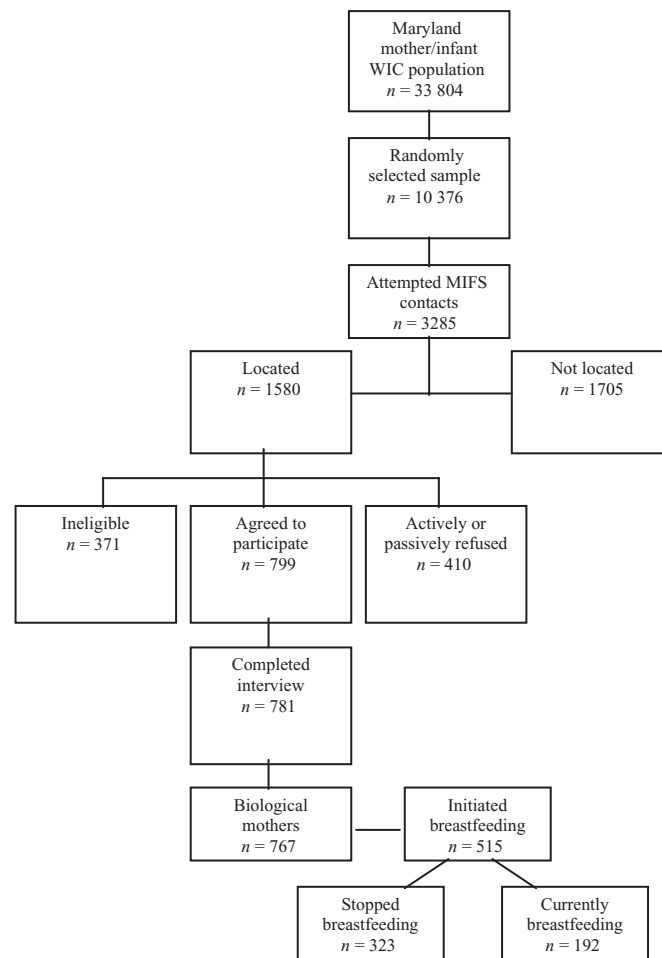 Maryland
mother/infant
WIC population
n = 33 804
Randomly
selected sample
n = 10 376
Attempted MIFS
contacts
n = 3285
Located
n = 1580
Not located
n = 1705
Ineligible
n = 371
Agreed to
participate
n = 799
Actively or
passively refused
n = 410
Completed
interview
n = 781
Biological
mothers
n = 767
Initiated
breastfeeding
n = 515
Stopped
breastfeeding
n = 323
Currently
breastfeeding
n = 192